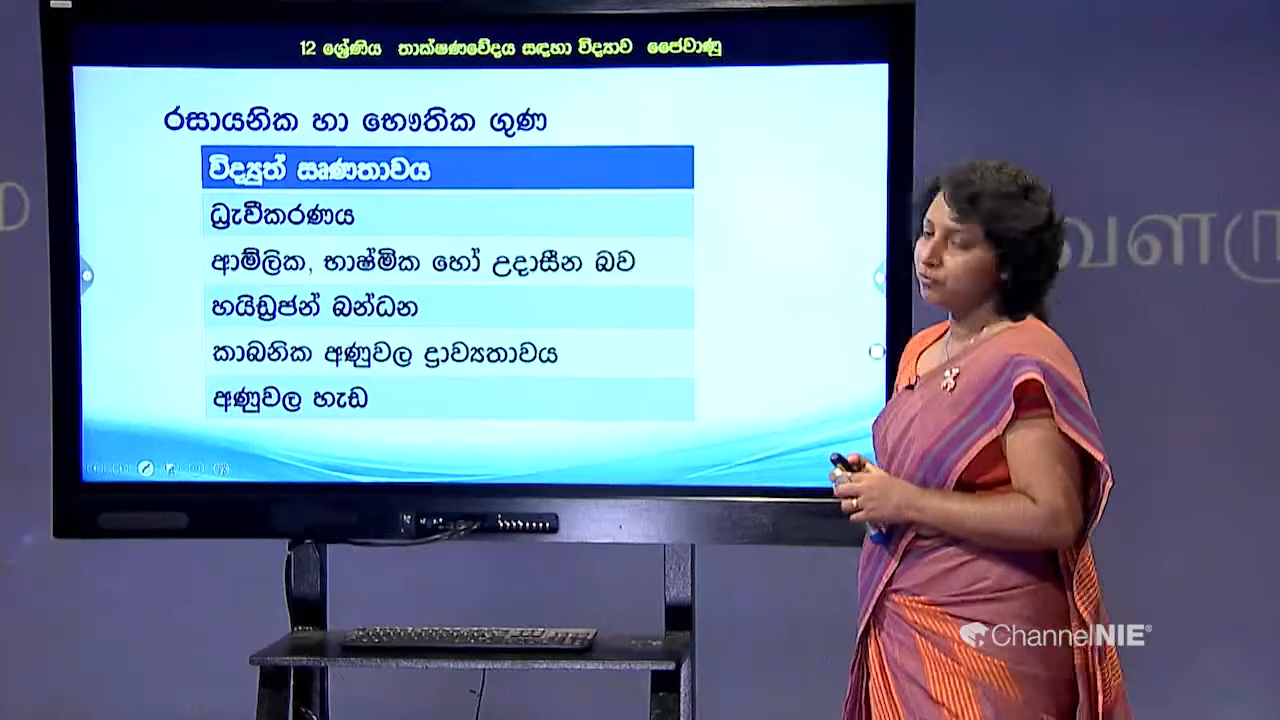 12 ශ්‍රේණිය තාක්ෂණවේදය සඳහා විද්‍යාව ජෛවාණු
රසායනික හා භෞතික ගුණ
විද්‍යුත් ඍණතාවය
ධ්‍රැවීකරණය
ආම්ලික, භාෂ්මික හෝ උදාසීන බව
හයිඩ්‍රජන් බන්ධන
කාබනික අණුවල ද්‍රාව්‍යතාවය
අණුවල හැඩ
ChannelNIE®